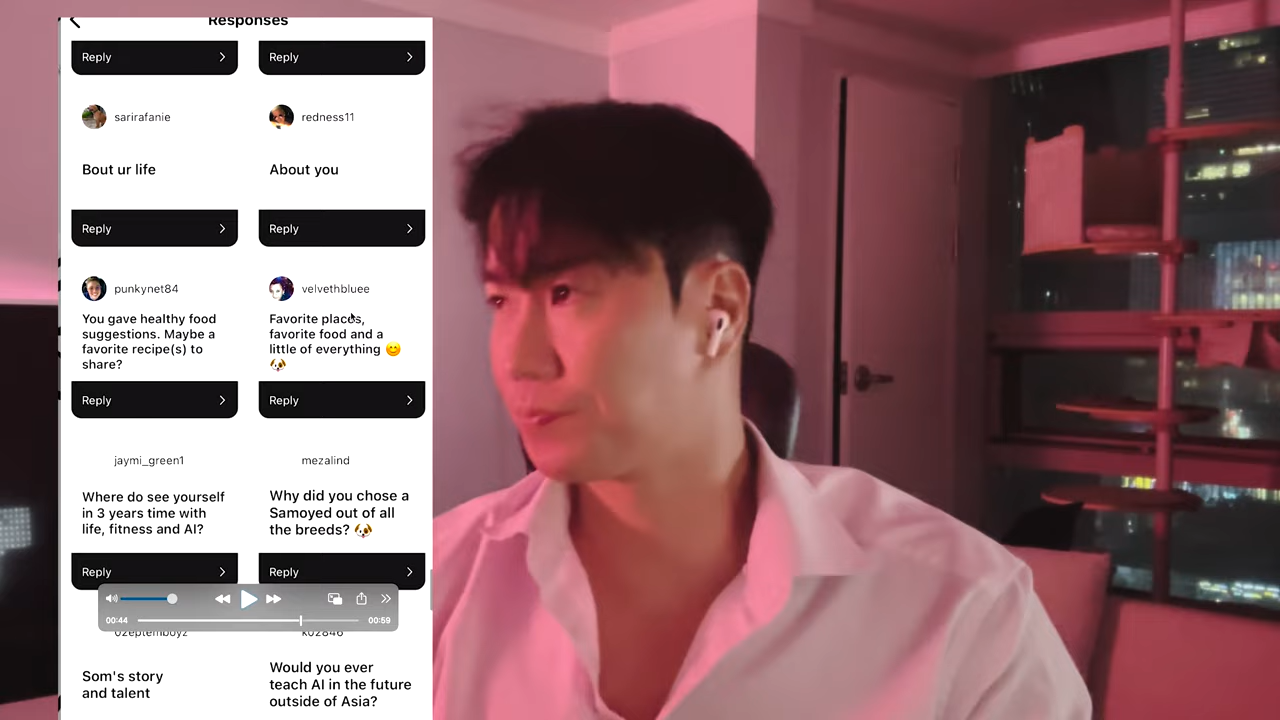 Responses
Reply
Reply
sarirafanie
redness11
Bout ur life
About you
Reply
Reply
punkynet84
velvethbluee
You gave healthy food
suggestions. Maybe a
favorite recipe(s) to
share?
Favorite places,
favorite food and a
little of everything 😊
🐶
Reply
Reply
jaymi_green1
mezalind
Where do see yourself
in 3 years time with
life, fitness and AI?
Why did you chose a
Samoyed out of all
the breeds? 🐶
Reply
Reply
00:44
00:59
Som's story
and talent
Would you ever
teach AI in the future
outside of Asia?